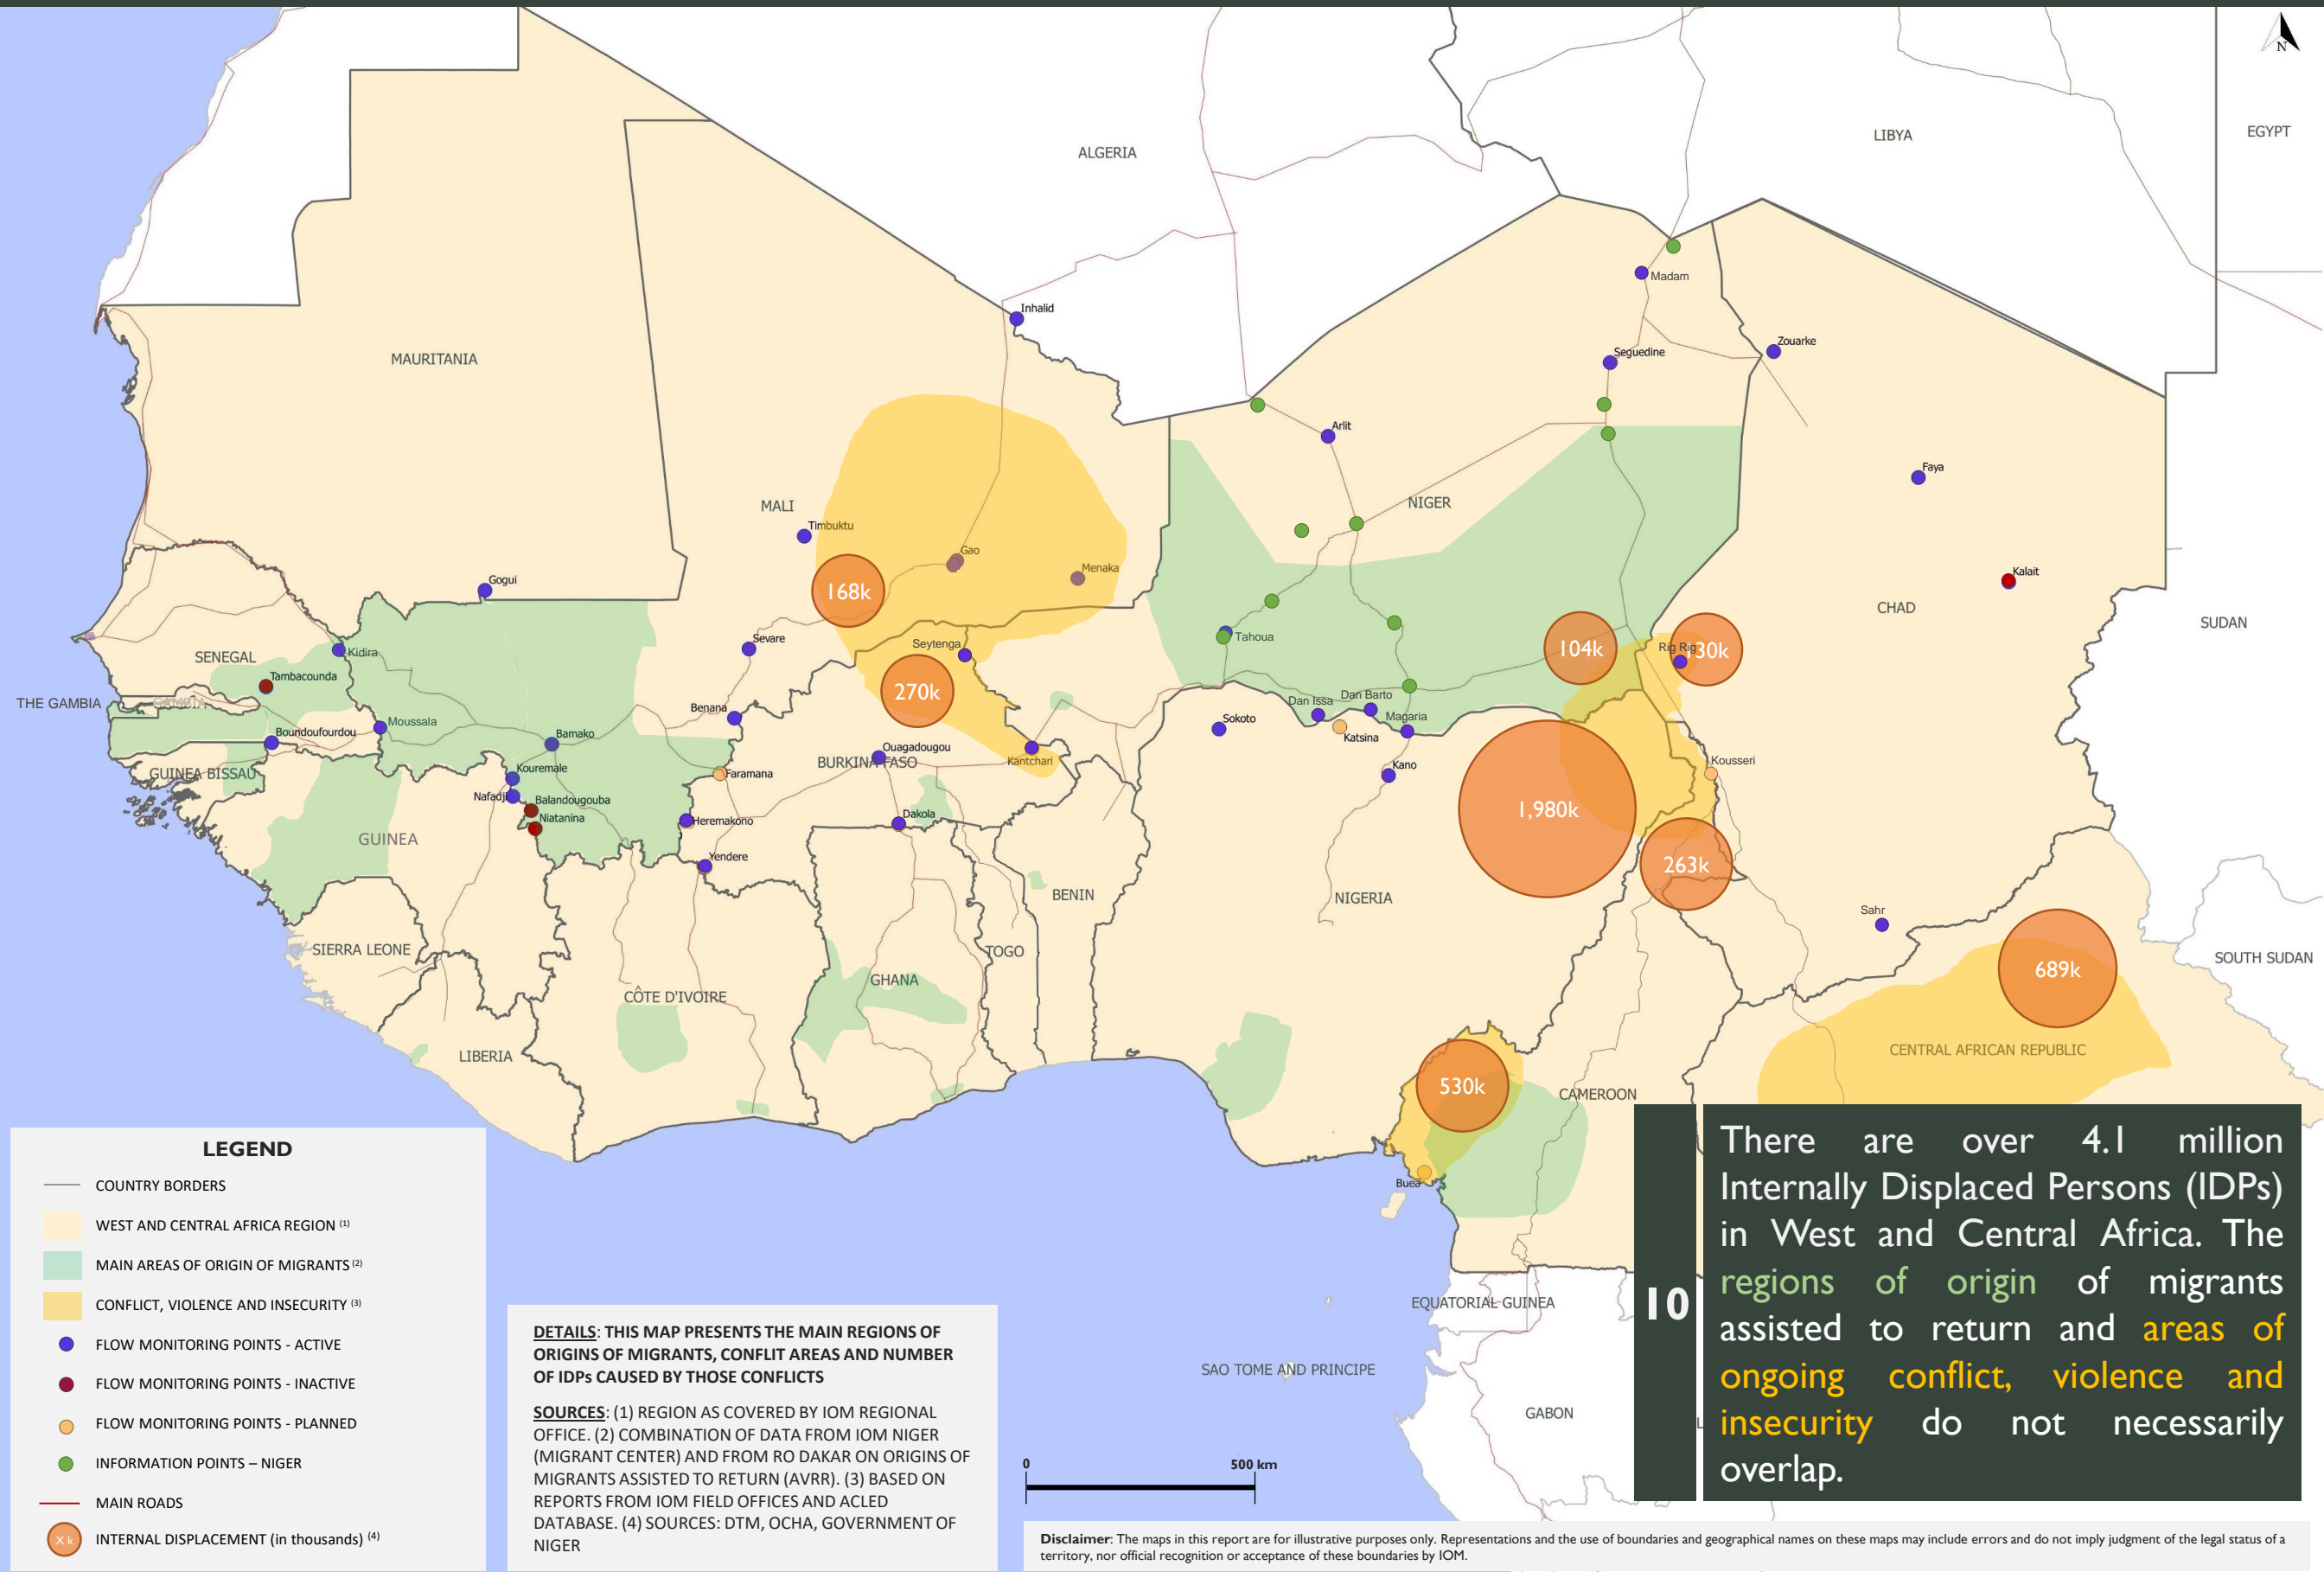 N
ALGERIA
LIBYA
EGYPT
Madam
Inhalid
Zouarke
MAURITANIA
Seguedine
Arlit
Faya
MALI
NIGER
Timbuktu
Gao
Menaka
Kalait
Gogui
168k
CHAD
SUDAN
Sevare
Seytenga
Tahoua
104k
Rig Rig
30k
SENEGAL
Kidira
Tambacounda
270k
THE GAMBIA
GAMBIA
Benana
Dan Issa
Dan Barto
Sokoto
Magaria
Moussala
Boundoufourdou
Bamako
Katsina
Ouagadougou
BURKINA FASO
Kantchari
Kousseri
GUINEA BISSAU
Kouremale
Faramana
Kano
Nafadji
Balandougouba
1,980k
Niatanina
Heremakono
Dakola
GUINEA
Yendere
263k
BENIN
NIGERIA
Sahr
SIERRA LEONE
TOGO
SOUTH SUDAN
689k
GHANA
CÔTE D'IVOIRE
LIBERIA
CENTRAL AFRICAN REPUBLIC
530k
CAMEROON
Buea
EQUATORIAL GUINEA
SAO TOME AND PRINCIPE
GABON
LEGEND
COUNTRY BORDERS
WEST AND CENTRAL AFRICA REGION (1)
MAIN AREAS OF ORIGIN OF MIGRANTS (2)
CONFLICT, VIOLENCE AND INSECURITY (3)
FLOW MONITORING POINTS - ACTIVE
FLOW MONITORING POINTS - INACTIVE
FLOW MONITORING POINTS - PLANNED
INFORMATION POINTS – NIGER
MAIN ROADS
X k INTERNAL DISPLACEMENT (in thousands) (4)
DETAILS: THIS MAP PRESENTS THE MAIN REGIONS OF
ORIGINS OF MIGRANTS, CONFLIT AREAS AND NUMBER
OF IDPs CAUSED BY THOSE CONFLICTS
SOURCES: (1) REGION AS COVERED BY IOM REGIONAL
OFFICE. (2) COMBINATION OF DATA FROM IOM NIGER
(MIGRANT CENTER) AND FROM RO DAKAR ON ORIGINS OF
MIGRANTS ASSISTED TO RETURN (AVRR). (3) BASED ON
REPORTS FROM IOM FIELD OFFICES AND ACLED
DATABASE. (4) SOURCES: DTM, OCHA, GOVERNMENT OF
NIGER
0 500 km
10
There are over 4.1 million
Internally Displaced Persons (IDPs)
in West and Central Africa. The
regions of origin of migrants
assisted to return and areas of
ongoing conflict, violence and
insecurity do not necessarily
overlap.
Disclaimer: The maps in this report are for illustrative purposes only. Representations and the use of boundaries and geographical names on these maps may include errors and do not imply judgment of the legal status of a
territory, nor official recognition or acceptance of these boundaries by IOM.